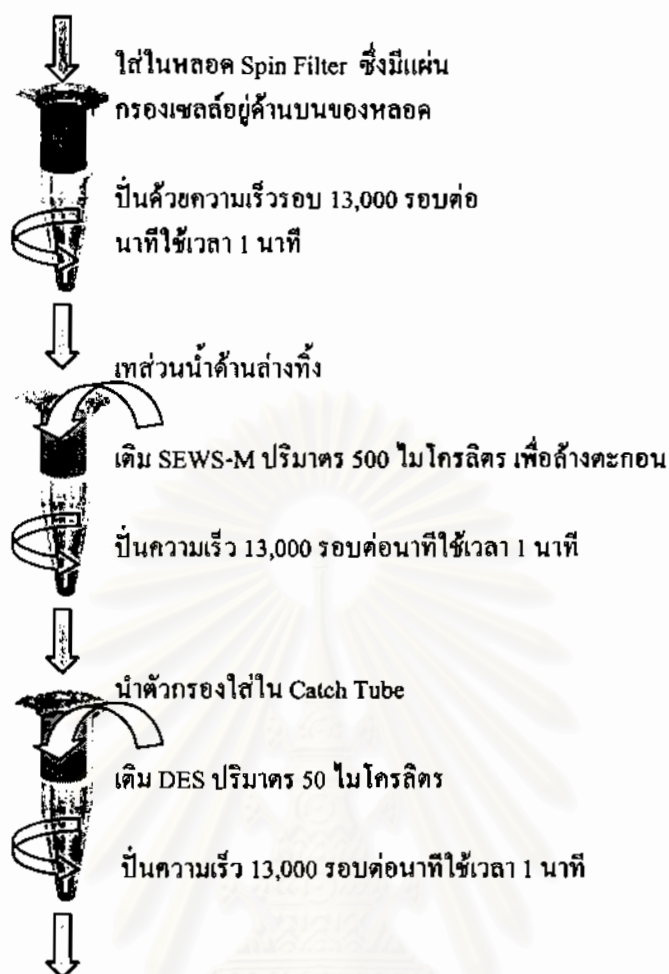 ใส่ในหลอด Spin Filter ซึ่งมีแผ่น
กรองเซลล์อยู่ด้านบนของหลอด
ปั่นด้วยความเร็วรอบ 13,000 รอบต่อ
นาทีใช้เวลา 1 นาที
เทส่วนน้ำด้านล่างทิ้ง
เติม SEWS-M ปริมาตร 500 ไมโครลิตร เพื่อล้างตะกอน
ปั่นความเร็ว 13,000 รอบต่อนาทีใช้เวลา 1 นาที
นำตัวกรองใส่ใน Catch Tube
เติม DES ปริมาตร 50 ไมโครลิตร
ปั่นความเร็ว 13,000 รอบต่อนาทีใช้เวลา 1 นาที